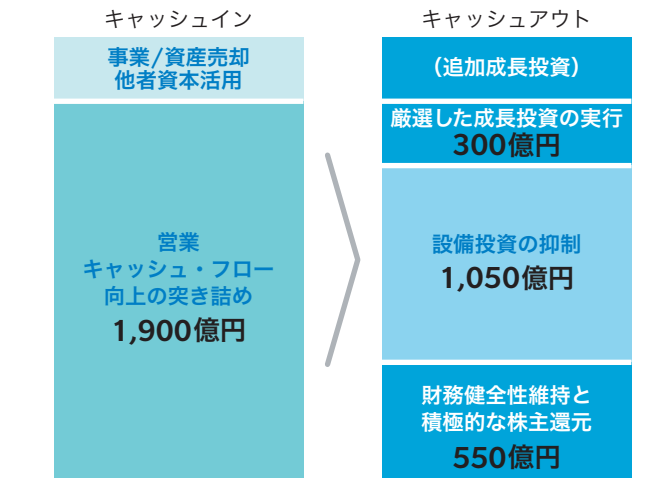 キャッシュイン
事業/資産売却
他者資本活用
営業
キャッシュ・フロー
向上の突き詰め
1,900億円
キャッシュアウト
（追加成長投資）
厳選した成長投資の実行
300億円
設備投資の抑制
1,050億円
財務健全性維持と
積極的な株主還元
550億円